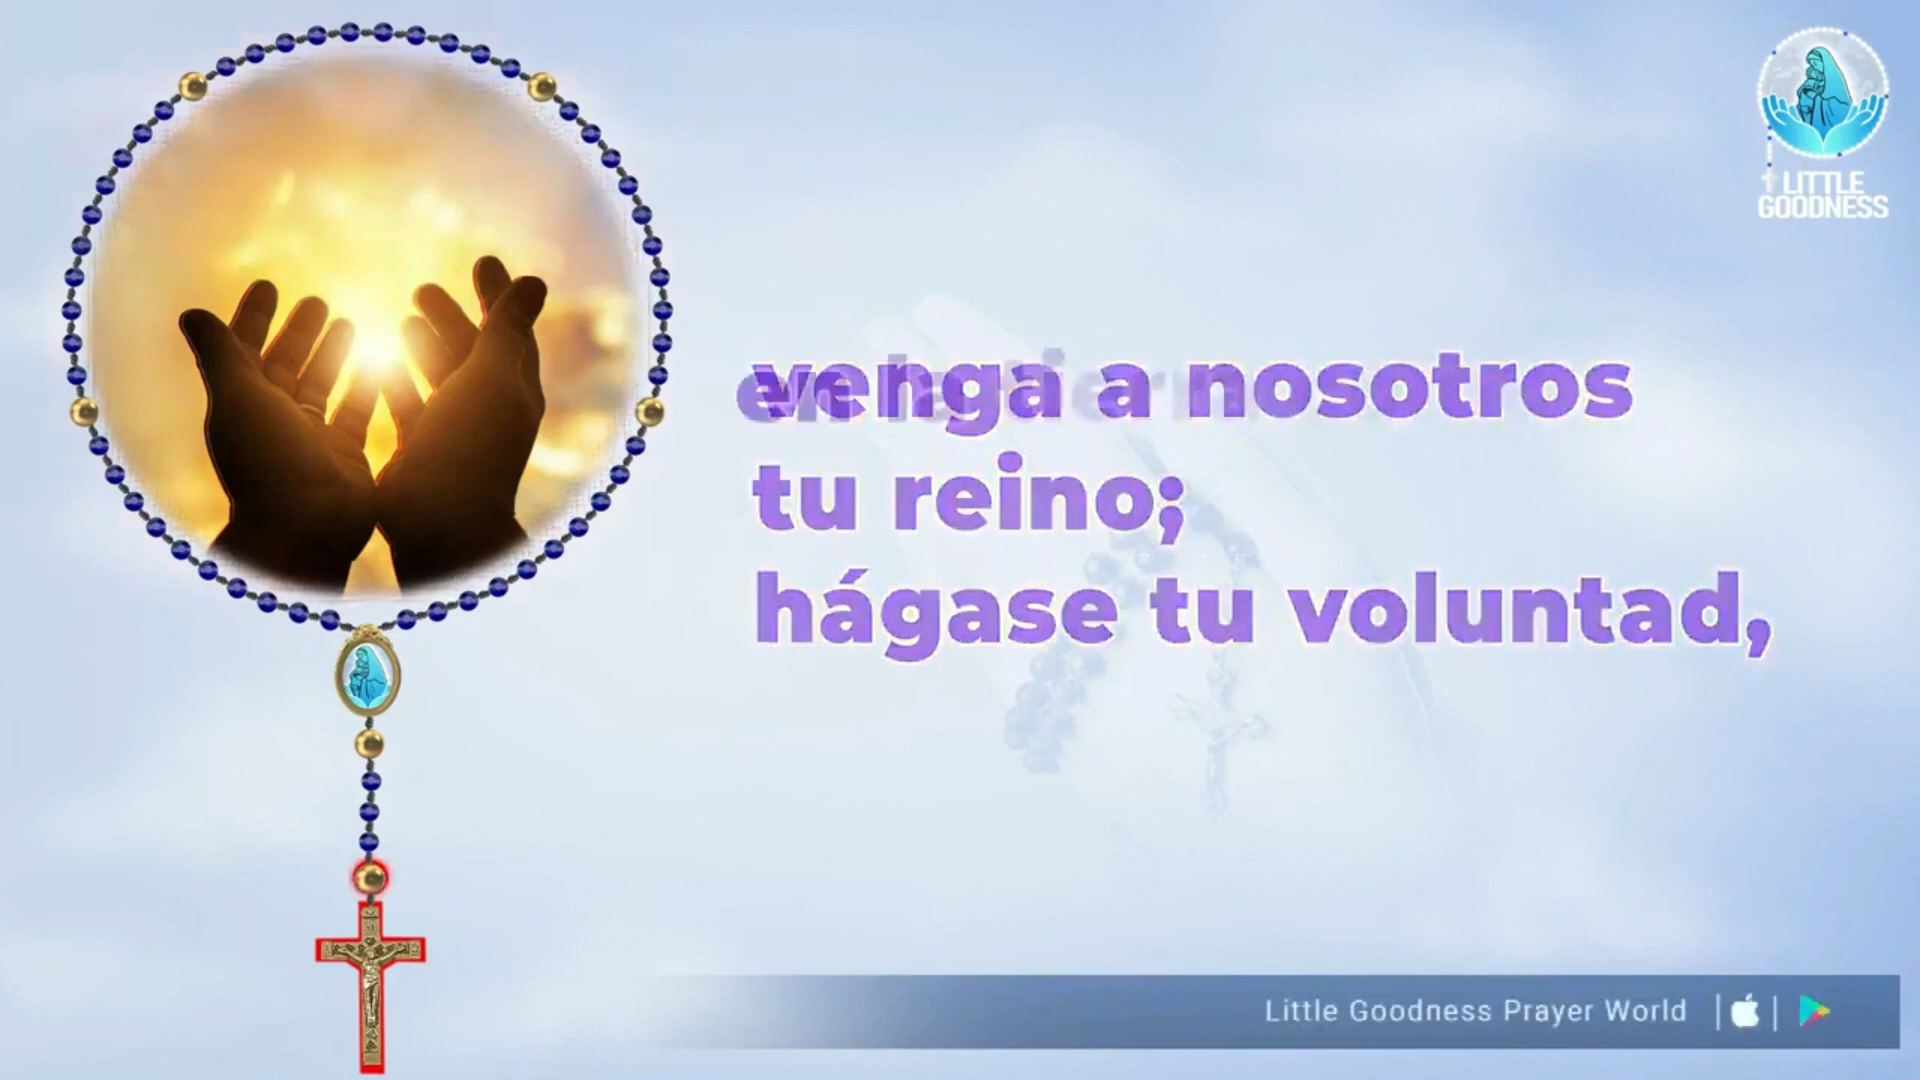 LITTLE
GOODNESS
venga a nosotros
tu reino;
hágase tu voluntad,
Little Goodness Prayer World